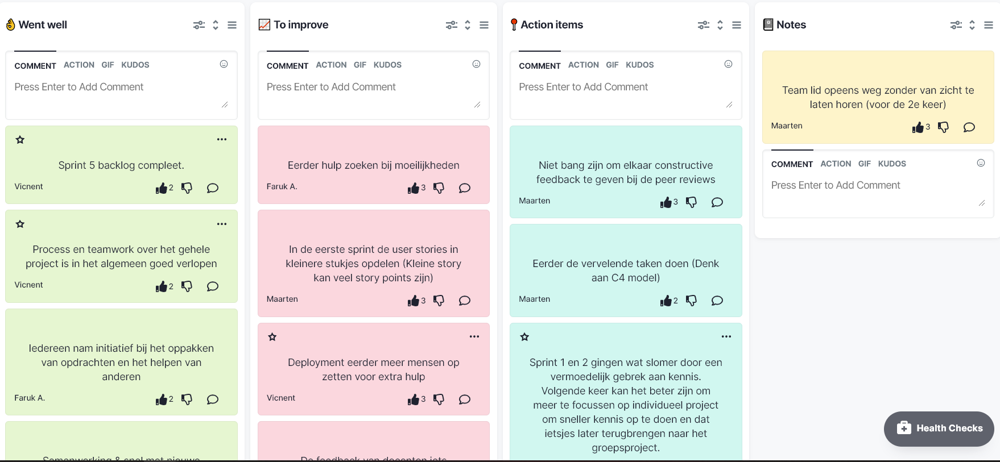 Went well
COMMENT ACTION GIF KUDOS
Press Enter to Add Comment
Sprint 5 backlog compleet.
Vicnent
2
Process en teamwork over het gehele
project is in het algemeen goed verlopen
Vicnent
2
Iedereen nam initiatief bij het oppakken
van opdrachten en het helpen van
anderen
Faruk A.
2
Samenwerking & snel met nieuwe
To improve
COMMENT ACTION GIF KUDOS
Press Enter to Add Comment
Eerder hulp zoeken bij moeilijkheden
Faruk A.
3
In de eerste sprint de user stories in
kleinere stukjes opdelen (Kleine story
kan veel story points zijn)
Maarten
3
Deployment eerder meer mensen op
zetten voor extra hulp
Vicnent
3
De feedback van docenten iets
Action items
COMMENT ACTION GIF KUDOS
Press Enter to Add Comment
Niet bang zijn om elkaar constructive
feedback te geven bij de peer reviews
Maarten
3
Eerder de vervelende taken doen (Denk
aan C4 model)
Maarten
2
Sprint 1 en 2 gingen wat slomer door een
vermoedelijk gebrek aan kennis.
Volgende keer kan het beter zijn om
meer te focussen op individueel project
om sneller kennis op te doen en dat
ietsjes later terugbrengen naar het
groepsproject.
Notes
Team lid opeens weg zonder van zicht te
laten horen (voor de 2e keer)
Maarten
3
COMMENT ACTION GIF KUDOS
Press Enter to Add Comment
Health Checks